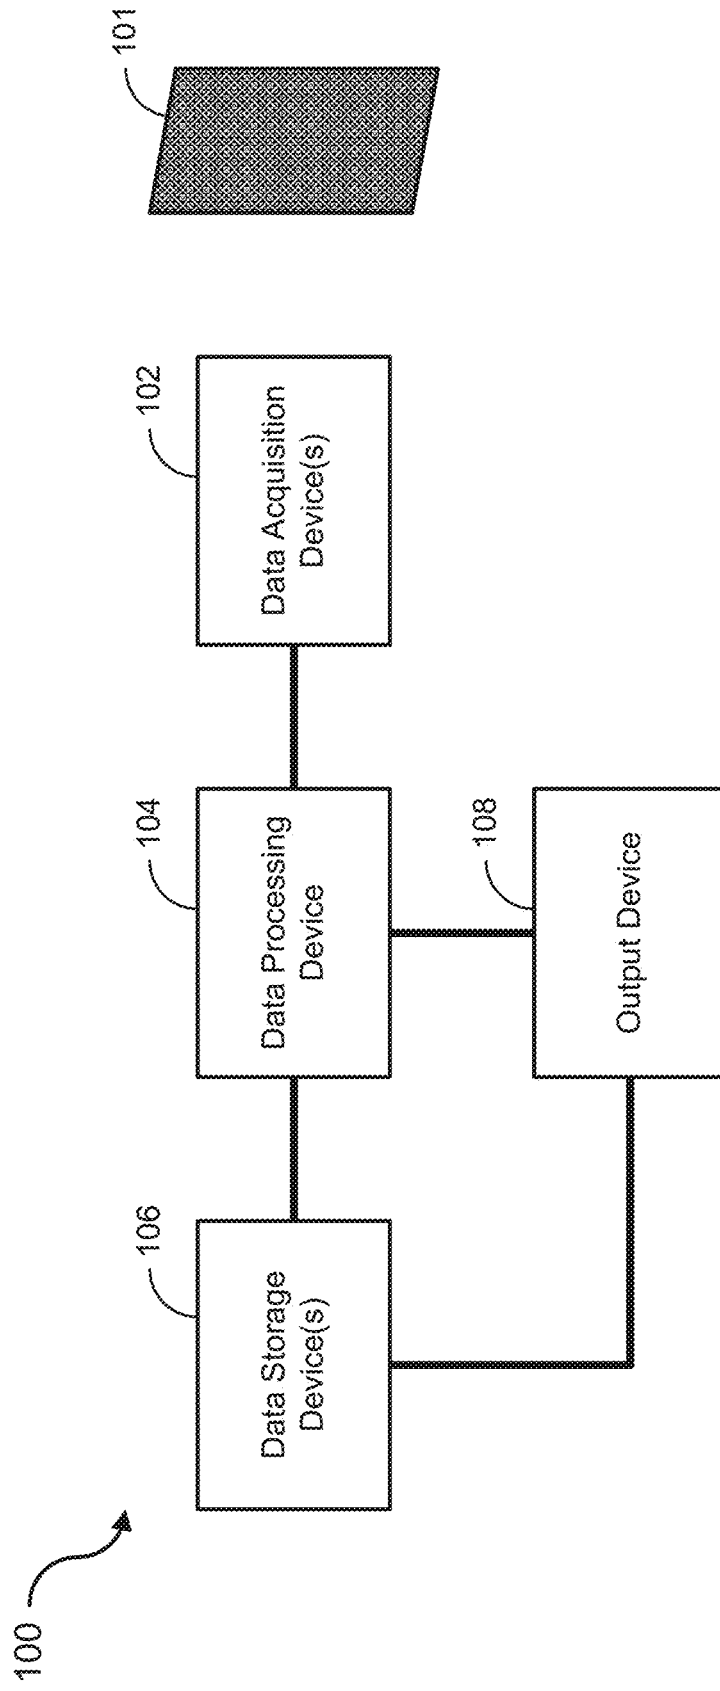 100
106
Data Storage
Device(s)
104
Data Processing
Device
102
Data Acquisition
Device(s)
101
108
Output Device